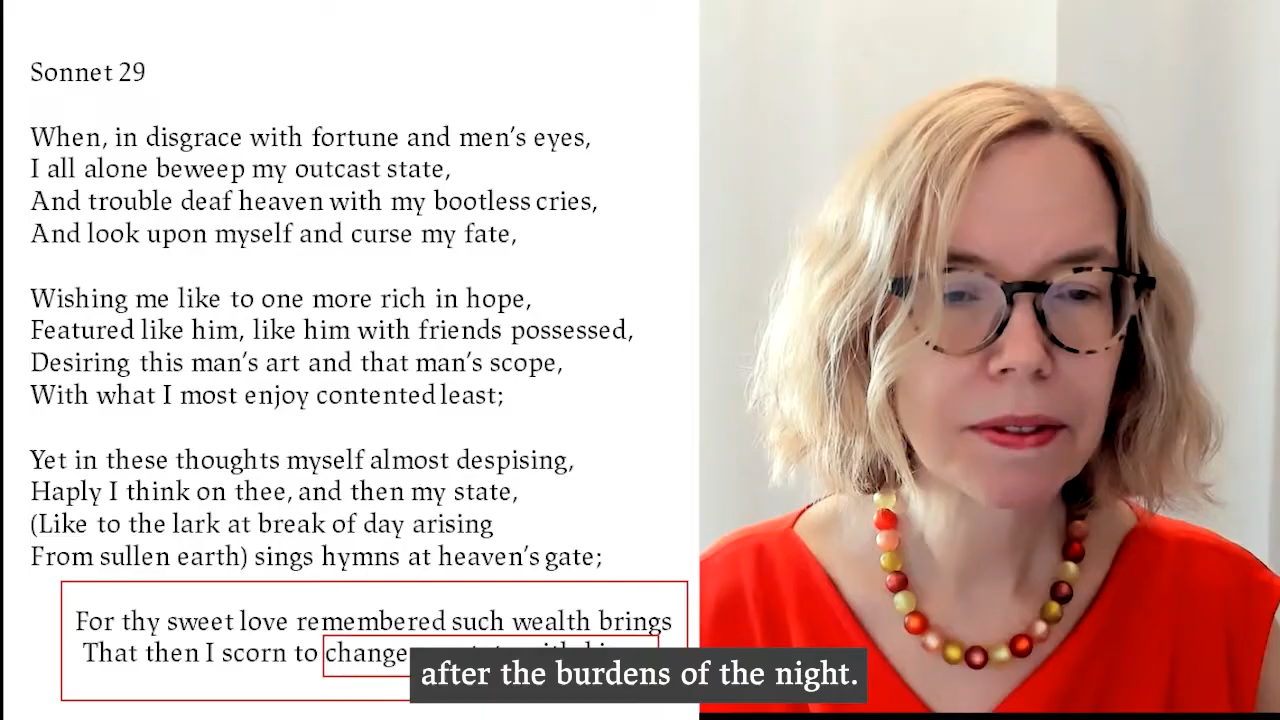 Sonnet 29
When, in disgrace with fortune and men's eyes,
I all alone beweep my outcast state,
And trouble deaf heaven with my bootless cries,
And look upon myself and curse my fate,
Wishing me like to one more rich in hope,
Featured like him, like him with friends possessed,
Desiring this man's art and that man's scope,
With what I most enjoy contented least;
Yet in these thoughts myself almost despising,
Haply I think on thee, and then my state,
(Like to the lark at break of day arising
From sullen earth) sings hymns at heaven's gate;
For thy sweet love remembered such wealth brings
That then I scorn to change
after the burdens of the night.